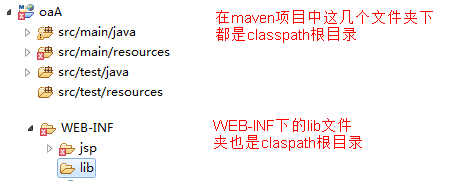 oaA
src/main/java
src/main/resources
src/test/java
src/test/resources
在maven项目中这几个文件夹下
都是classpath根目录
WEB-INF
jsp
lib
WEB-INF下的lib文件
夹也是claspath根目录